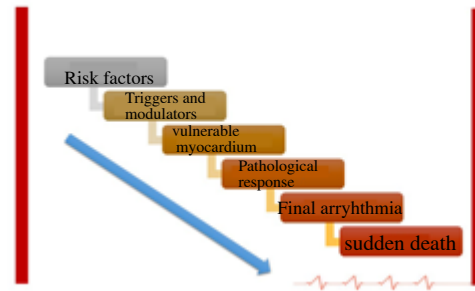 Risk factors
Triggers and
modulators
vulnerable
myocardium
Pathological
response
Final arryhthmia
sudden death